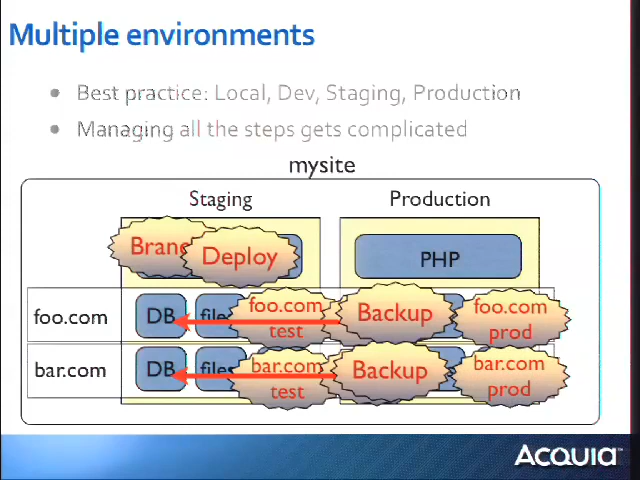 Multiple environments
• Best practice: Local, Dev, Staging, Production
• Managing all the steps gets complicated
mysite
Staging
Production
Deploy
PHP
foo.com
DB
foo.com
test
Backup
foo.com
prod
bar.com
DB
bar.com
test
Backup
bar.com
prod
ACQUIA